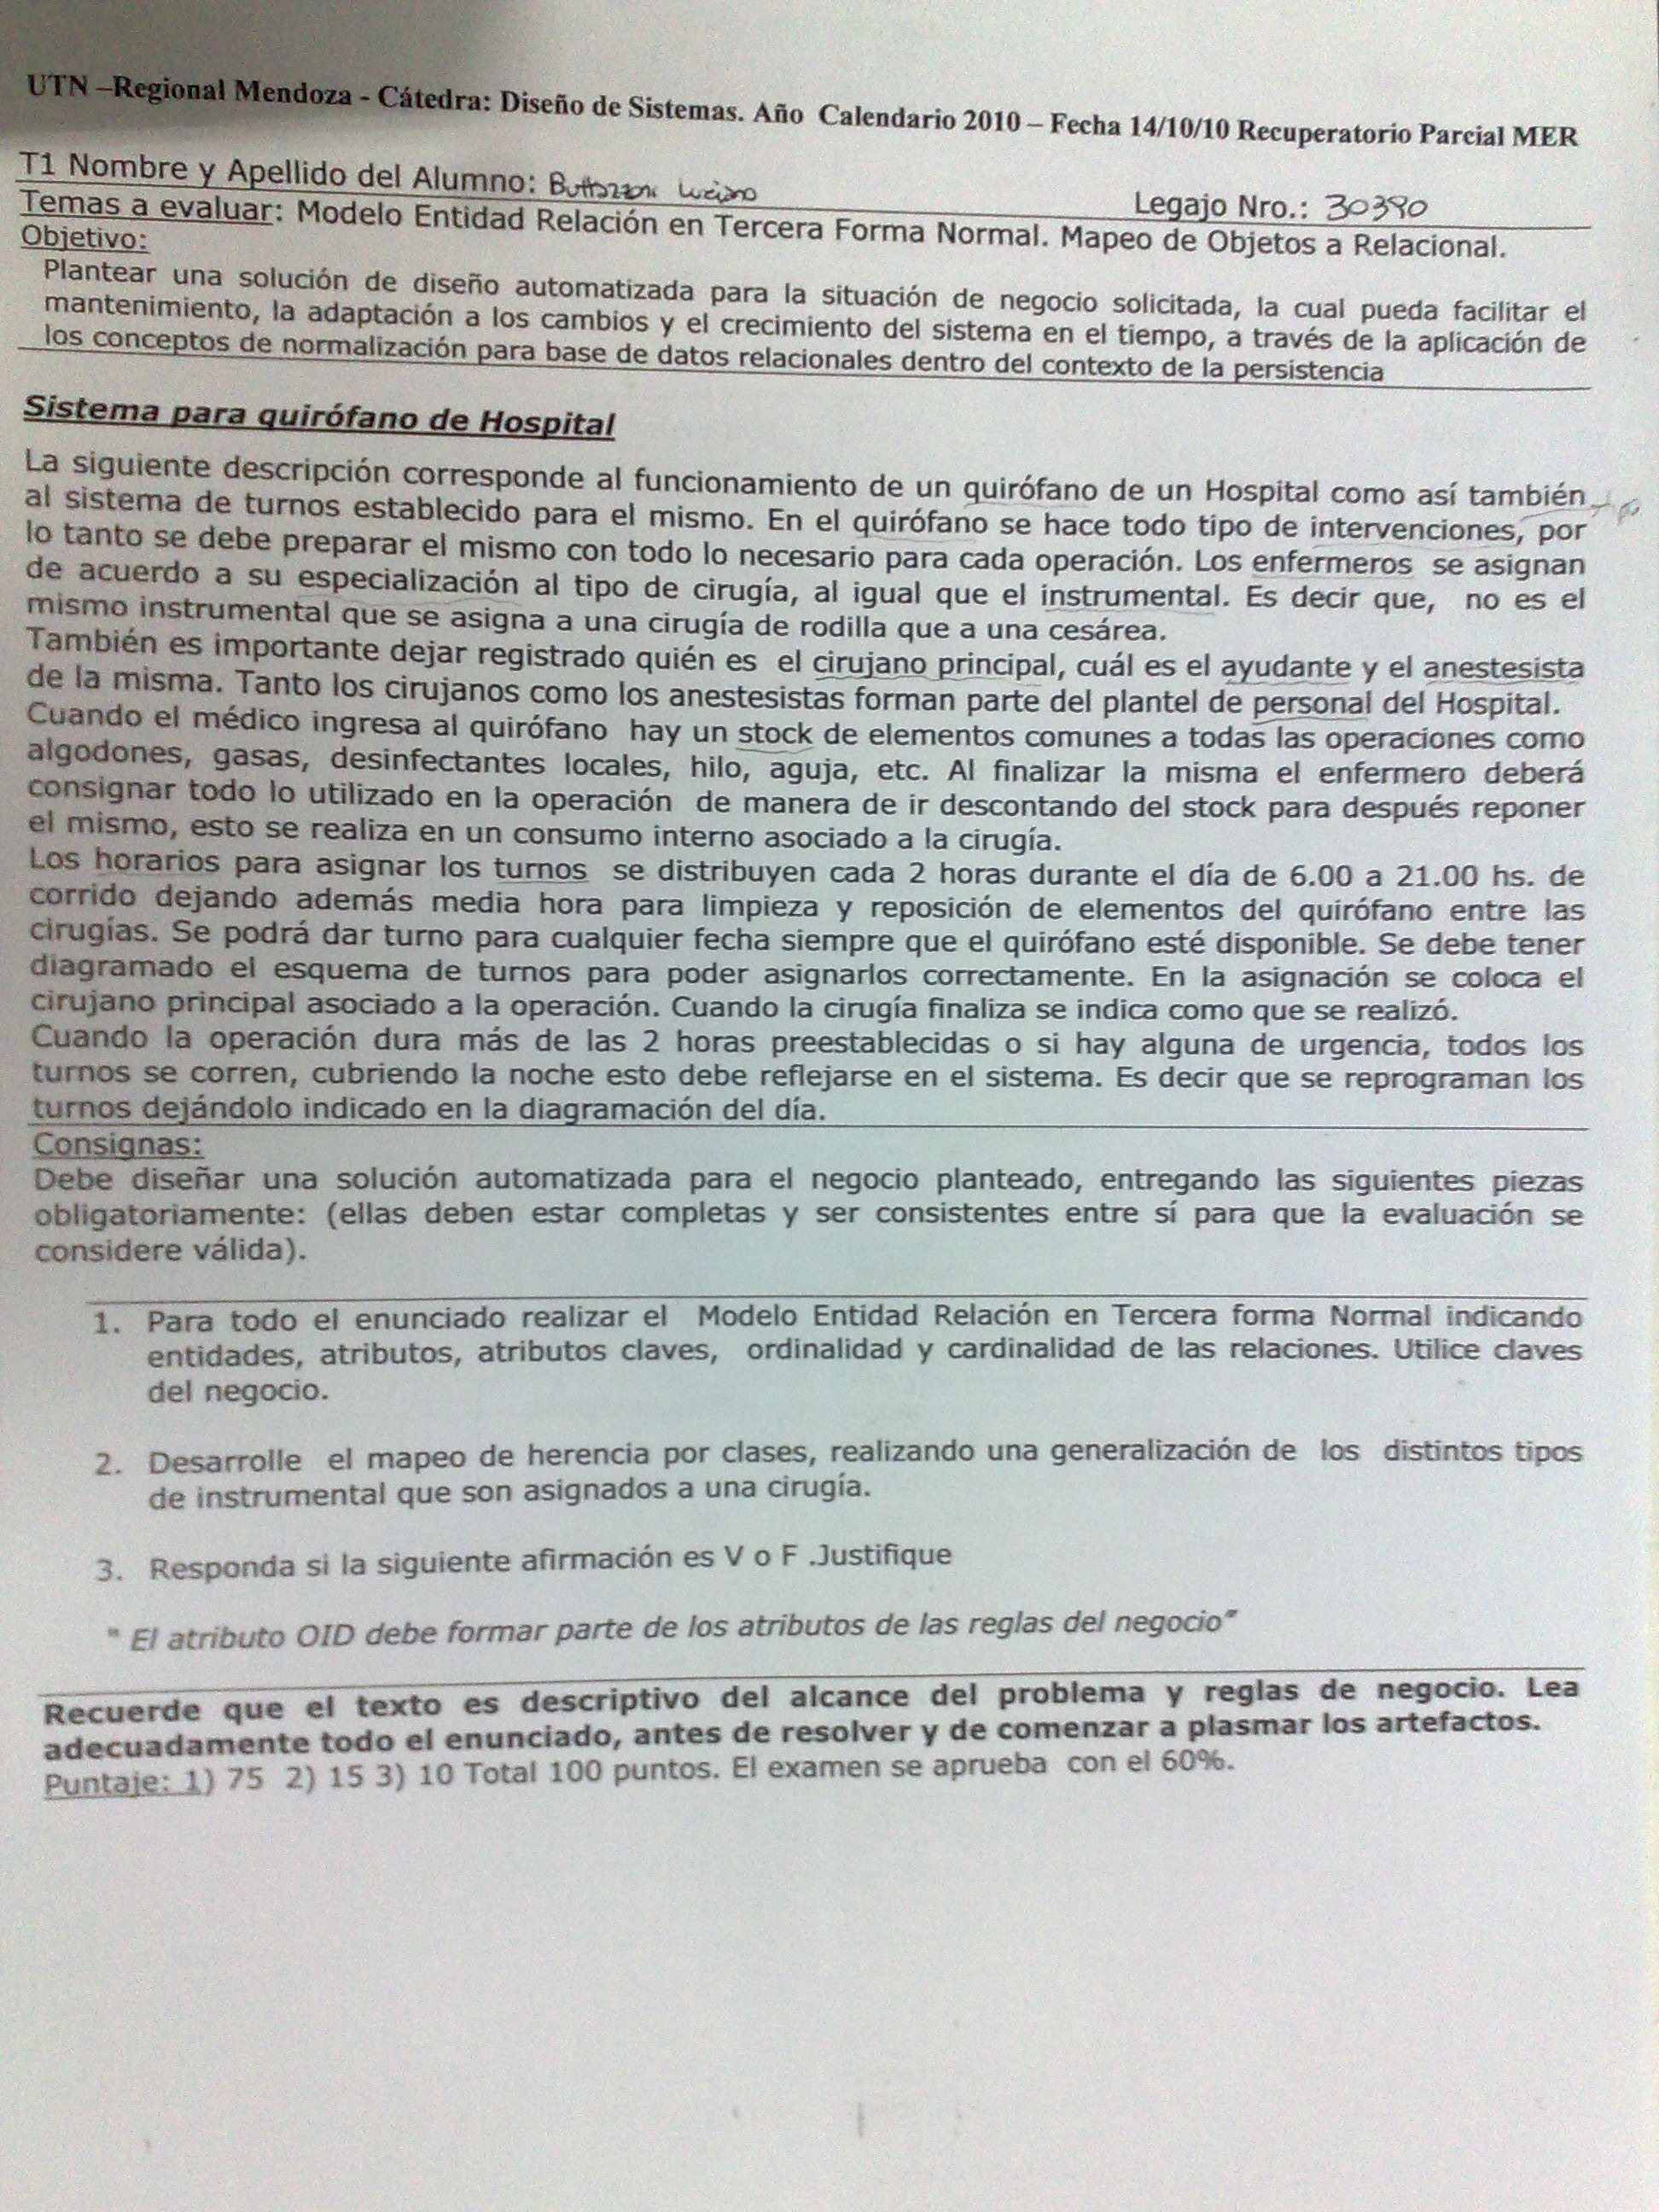 UTN –Regional Mendoza - Cátedra: Diseño de Sistemas. Año Calendario 2010 – Fecha 14/10/10 Recuperatorio Parcial MER
T1 Nombre y Apellido del Alumno: Luciano Legajo Nro.: 30390
Temas a evaluar: Modelo Entidad Relación en Tercera Forma Normal. Mapeo de Objetos a Relacional.
Objetivo:
Plantear una solución de diseño automatizada para la situación de negocio solicitada, la cual pueda facilitar el
mantenimiento, la adaptación a los cambios y el crecimiento del sistema en el tiempo, a través de la aplicación de
los conceptos de normalización para base de datos relacionales dentro del contexto de la persistencia
Sistema para quirófano de Hospital
La siguiente descripción corresponde al funcionamiento de un quirófano de un Hospital como así también
al sistema de turnos establecido para el mismo. En el quirófano se hace todo tipo de intervenciones, por
lo tanto se debe preparar el mismo con todo lo necesario para cada operación. Los enfermeros se asignan
de acuerdo a su especialización al tipo de cirugía, al igual que el instrumental. Es decir que, no es el
mismo instrumental que se asigna a una cirugía de rodilla que a una cesárea.
También es importante dejar registrado quién es el cirujano principal, cuál es el ayudante y el anestesista
de la misma. Tanto los cirujanos como los anestesistas forman parte del plantel de personal del Hospital.
Cuando el médico ingresa al quirófano hay un stock de elementos comunes a todas las operaciones como
algodones, gasas, desinfectantes locales, hilo, aguja, etc. Al finalizar la misma el enfermero deberá
consignar todo lo utilizado en la operación de manera de ir descontando del stock para después reponer
el mismo, esto se realiza en un consumo interno asociado a la cirugía.
Los horarios para asignar los turnos se distribuyen cada 2 horas durante el día de 6.00 a 21.00 hs. de
corrido dejando además media hora para limpieza y reposición de elementos del quirófano entre las
cirugías. Se podrá dar turno para cualquier fecha siempre que el quirófano esté disponible. Se debe tener
diagramado el esquema de turnos para poder asignarlos correctamente. En la asignación se coloca el
cirujano principal asociado a la operación. Cuando la cirugía finaliza se indica como que se realizó.
Cuando la operación dura más de las 2 horas preestablecidas o si hay alguna de urgencia, todos los
turnos se corren, cubriendo la noche esto debe reflejarse en el sistema. Es decir que se reprograman los
turnos dejándolo indicado en la diagramación del día.
Consignas:
Debe diseñar una solución automatizada para el negocio planteado, entregando las siguientes piezas
obligatoriamente: (ellas deben estar completas y ser consistentes entre sí para que la evaluación se
considere válida).
1. Para todo el enunciado realizar el Modelo Entidad Relación en Tercera forma Normal indicando
entidades, atributos, atributos claves, ordinalidad y cardinalidad de las relaciones. Utilice claves
del negocio.
2. Desarrolle el mapeo de herencia por clases, realizando una generalización de los distintos tipos
de instrumental que son asignados a una cirugía.
3. Responda si la siguiente afirmación es V o F .Justifique
" El atributo OID debe formar parte de los atributos de las reglas del negocio"
Recuerde que el texto es descriptivo del alcance del problema y reglas de negocio. Lea
adecuadamente todo el enunciado, antes de resolver y de comenzar a plasmar los artefactos.
Puntaje: 1) 75 2) 15 3) 10 Total 100 puntos. El examen se aprueba con el 60%.